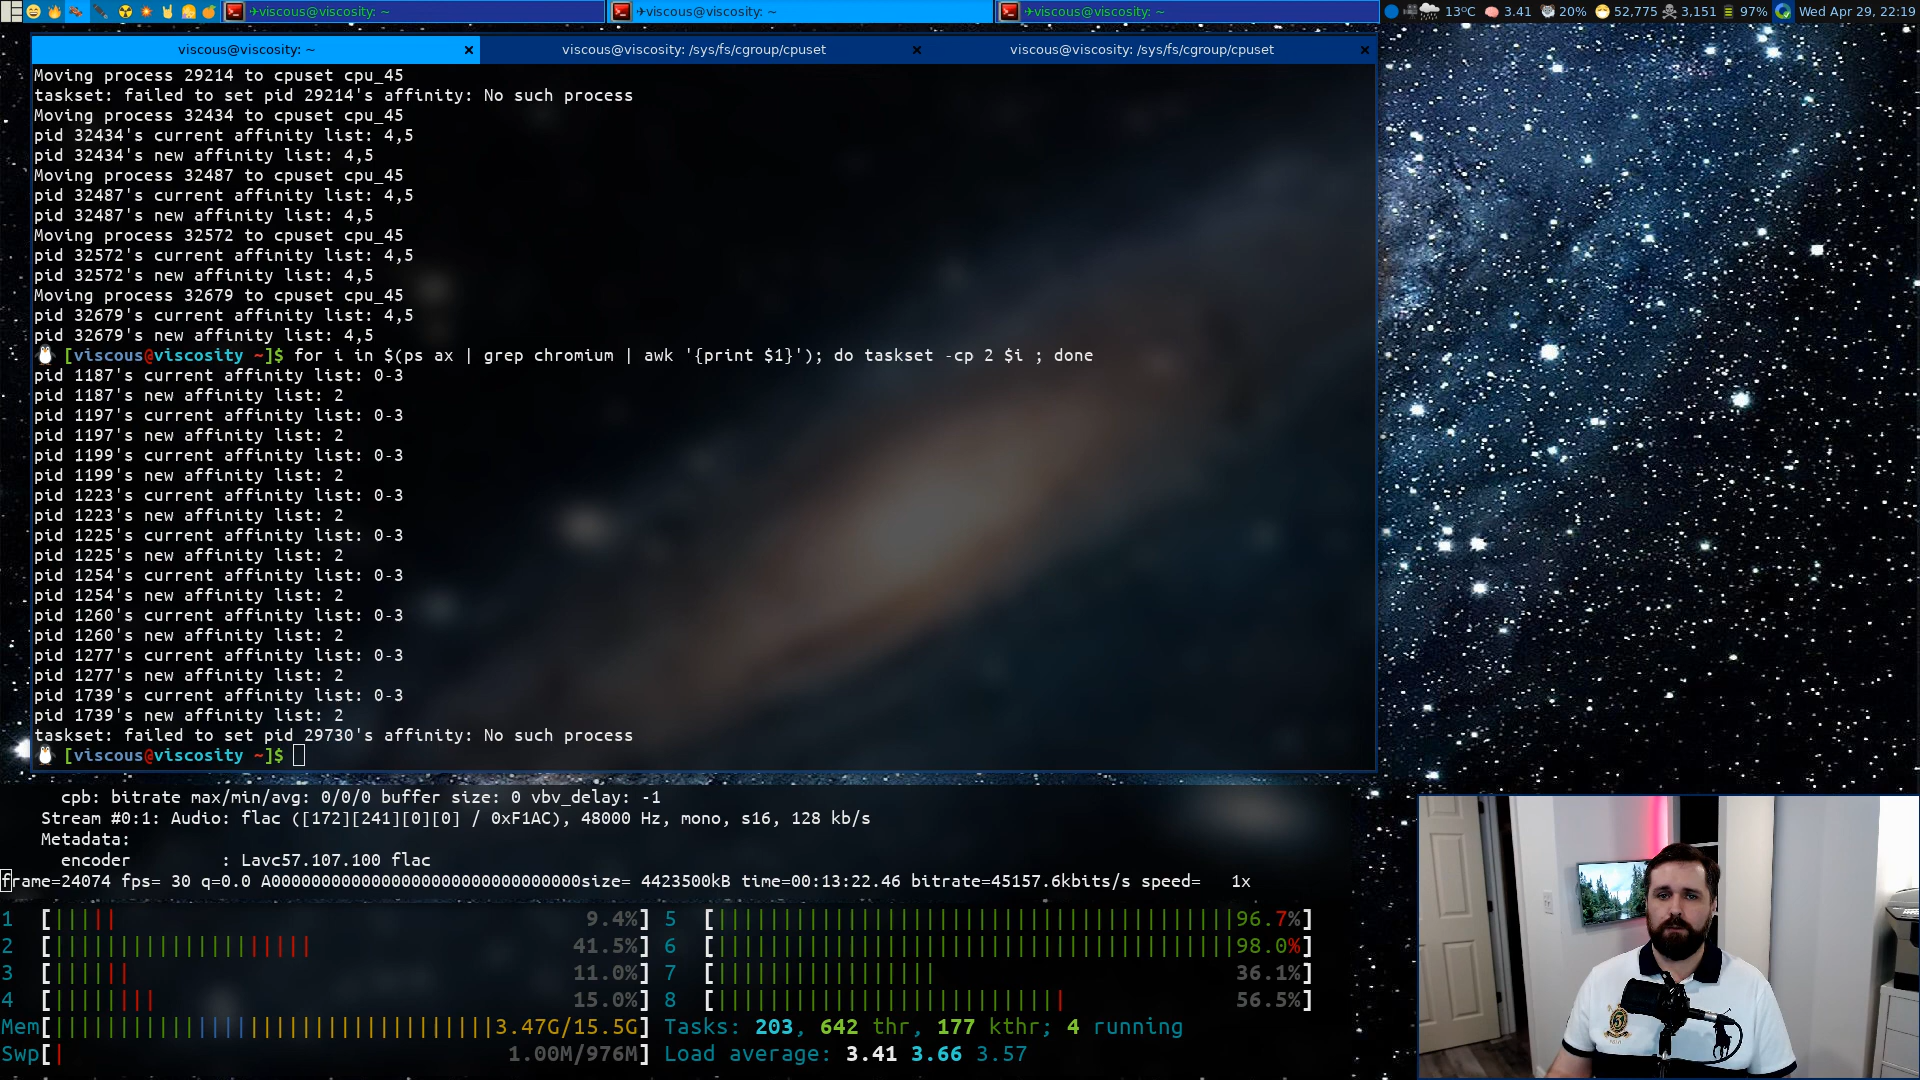 ✈viscous@viscosity: ~
✈viscous@viscosity: ~
✈viscous@viscosity: ~
13°C 3.41 20% 52,775 3,151 97% Wed Apr 29, 22:19
viscous@viscosity: ~ ×
viscous@viscosity: /sys/fs/cgroup/cpuset ×
viscous@viscosity: /sys/fs/cgroup/cpuset ×
Moving process 29214 to cpuset cpu_45
taskset: failed to set pid 29214's affinity: No such process
Moving process 32434 to cpuset cpu_45
pid 32434's current affinity list: 4,5
pid 32434's new affinity list: 4,5
Moving process 32487 to cpuset cpu_45
pid 32487's current affinity list: 4,5
pid 32487's new affinity list: 4,5
Moving process 32572 to cpuset cpu_45
pid 32572's current affinity list: 4,5
pid 32572's new affinity list: 4,5
Moving process 32679 to cpuset cpu_45
pid 32679's current affinity list: 4,5
pid 32679's new affinity list: 4,5
[viscous@viscosity ~]$ for i in $(ps ax | grep chromium | awk '{print $1}'); do taskset -cp 2 $i ; done
pid 1187's current affinity list: 0-3
pid 1187's new affinity list: 2
pid 1197's current affinity list: 0-3
pid 1197's new affinity list: 2
pid 1199's current affinity list: 0-3
pid 1199's new affinity list: 2
pid 1223's current affinity list: 0-3
pid 1223's new affinity list: 2
pid 1225's current affinity list: 0-3
pid 1225's new affinity list: 2
pid 1254's current affinity list: 0-3
pid 1254's new affinity list: 2
pid 1260's current affinity list: 0-3
pid 1260's new affinity list: 2
pid 1277's current affinity list: 0-3
pid 1277's new affinity list: 2
pid 1739's current affinity list: 0-3
pid 1739's new affinity list: 2
taskset: failed to set pid 29730's affinity: No such process
[viscous@viscosity ~]$
cpb: bitrate max/min/avg: 0/0/0 buffer size: 0 vbv_delay: -1
Stream #0:1: Audio: flac ([172][241][0][0] / 0xF1AC), 48000 Hz, mono, s16, 128 kb/s
Metadata:
encoder : Lavc57.107.100 flac
frame=24074 fps= 30 q=0.0 A0000000000000000000000000000000size= 4423500kB time=00:13:22.46 bitrate=45157.6kbits/s speed= 1x
1 [|||||| 9.4%] 5 [|||||||||||||||||||||||||||||||||||||||96.7%]
2 [|||||||||||||||||||| 41.5%] 6 [|||||||||||||||||||||||||||||||||||||||98.0%]
3 [||||||| 11.0%] 7 [||||||||||||||||| 36.1%]
4 [|||||||| 15.0%] 8 [||||||||||||||||||||||||||| 56.5%]
Mem[||||||||||||||||||||||||||||||||||3.47G/15.5G] Tasks: 203, 642 thr, 177 kthr; 4 running
Swp[| 1.00M/976M] Load average: 3.41 3.66 3.57